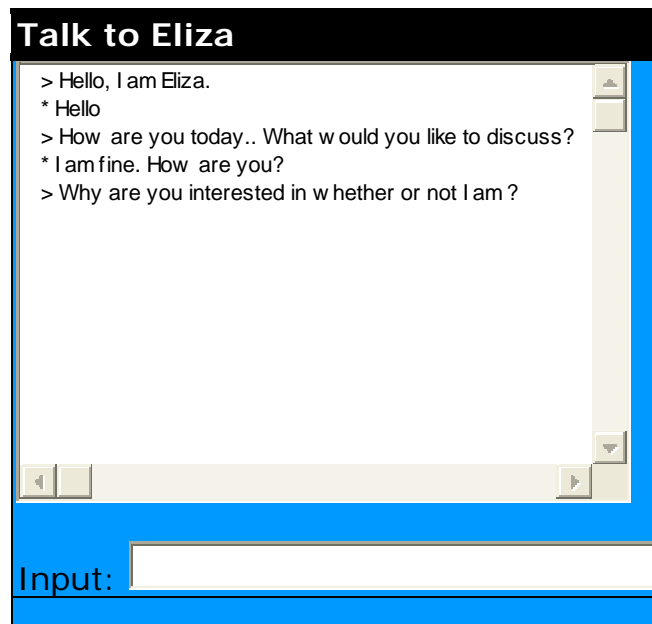 Talk to Eliza
> Hello, I am Eliza.
* Hello
> How are you today.. What would you like to discuss?
* I am fine. How are you?
> Why are you interested in whether or not I am ?
Input: